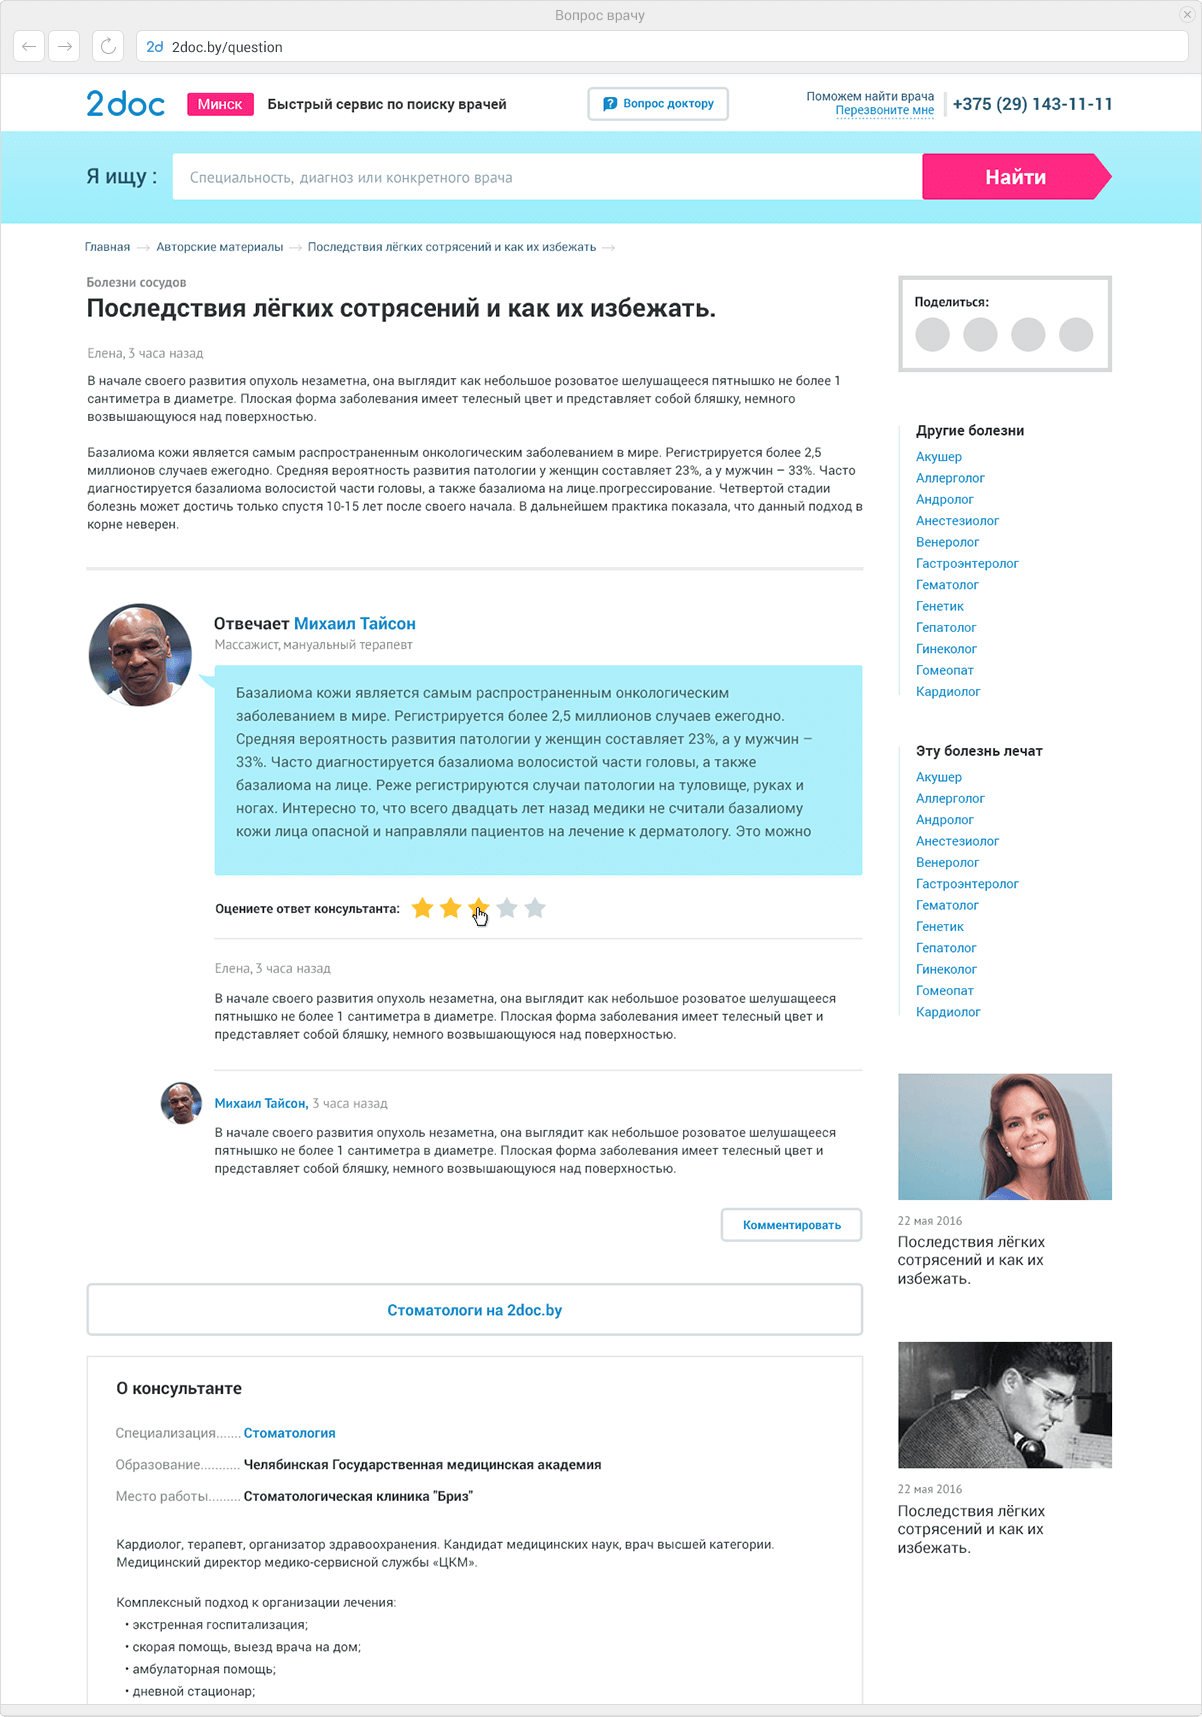 Вопрос врачу
2d 2doc.by/question
2doc Минск Быстрый сервис по поиску врачей
Вопрос доктору
Поможем найти врача
Перезвоните мне
+375 (29) 143-11-11
Я ищу :
Специальность, диагноз или конкретного врача
Найти
Главная → Авторские материалы → Последствия лёгких сотрясений и как их избежать →
Болезни сосудов
Последствия лёгких сотрясений и как их избежать.
Елена, 3 часа назад
В начале своего развития опухоль незаметна, она выглядит как небольшое розоватое шелушащееся пятнышко не более 1
сантиметра в диаметре. Плоская форма заболевания имеет телесный цвет и представляет собой бляшку, немного
возвышающуюся над поверхностью.
Базалиома кожи является самым распространенным онкологическим заболеванием в мире. Регистрируется более 2,5
миллионов случаев ежегодно. Средняя вероятность развития патологии у женщин составляет 23%, а у мужчин – 33%. Часто
диагностируется базалиома волосистой части головы, а также базалиома на лице.прогрессирование. Четвертой стадии
болезнь может достичь только спустя 10-15 лет после своего начала. В дальнейшем практика показала, что данный подход в
корне неверен.
Отвечает Михаил Тайсон
Массажист, мануальный терапевт
Базалиома кожи является самым распространенным онкологическим
заболеванием в мире. Регистрируется более 2,5 миллионов случаев ежегодно.
Средняя вероятность развития патологии у женщин составляет 23%, а у мужчин –
33%. Часто диагностируется базалиома волосистой части головы, а также
базалиома на лице. Реже регистрируются случаи патологии на туловище, руках и
ногах. Интересно то, что всего двадцать лет назад медики не считали базалиому
кожи лица опасной и направляли пациентов на лечение к дерматологу. Это можно
Оцениете ответ консультанта:
Елена, 3 часа назад
В начале своего развития опухоль незаметна, она выглядит как небольшое розоватое шелушащееся
пятнышко не более 1 сантиметра в диаметре. Плоская форма заболевания имеет телесный цвет и
представляет собой бляшку, немного возвышающуюся над поверхностью.
Михаил Тайсон, 3 часа назад
В начале своего развития опухоль незаметна, она выглядит как небольшое розоватое шелушащееся
пятнышко не более 1 сантиметра в диаметре. Плоская форма заболевания имеет телесный цвет и
представляет собой бляшку, немного возвышающуюся над поверхностью.
Комментировать
Стоматологи на 2doc.by
О консультанте
Специализация....... Стоматология
Образование........... Челябинская Государственная медицинская академия
Место работы......... Стоматологическая клиника "Бриз"
Кардиолог, терапевт, организатор здравоохранения. Кандидат медицинских наук, врач высшей категории.
Медицинский директор медико-сервисной службы «ЦКМ».
Комплексный подход к организации лечения:
• экстренная госпитализация;
• скорая помощь, выезд врача на дом;
• амбулаторная помощь;
• дневной стационар;
Поделиться:
Другие болезни
Акушер
Аллерголог
Андролог
Анестезиолог
Венеролог
Гастроэнтеролог
Гематолог
Генетик
Гепатолог
Гинеколог
Гомеопат
Кардиолог
Эту болезнь лечат
Акушер
Аллерголог
Андролог
Анестезиолог
Венеролог
Гастроэнтеролог
Гематолог
Генетик
Гепатолог
Гинеколог
Гомеопат
Кардиолог
22 мая 2016
Последствия лёгких
сотрясений и как их
избежать.
22 мая 2016
Последствия лёгких
сотрясений и как их
избежать.